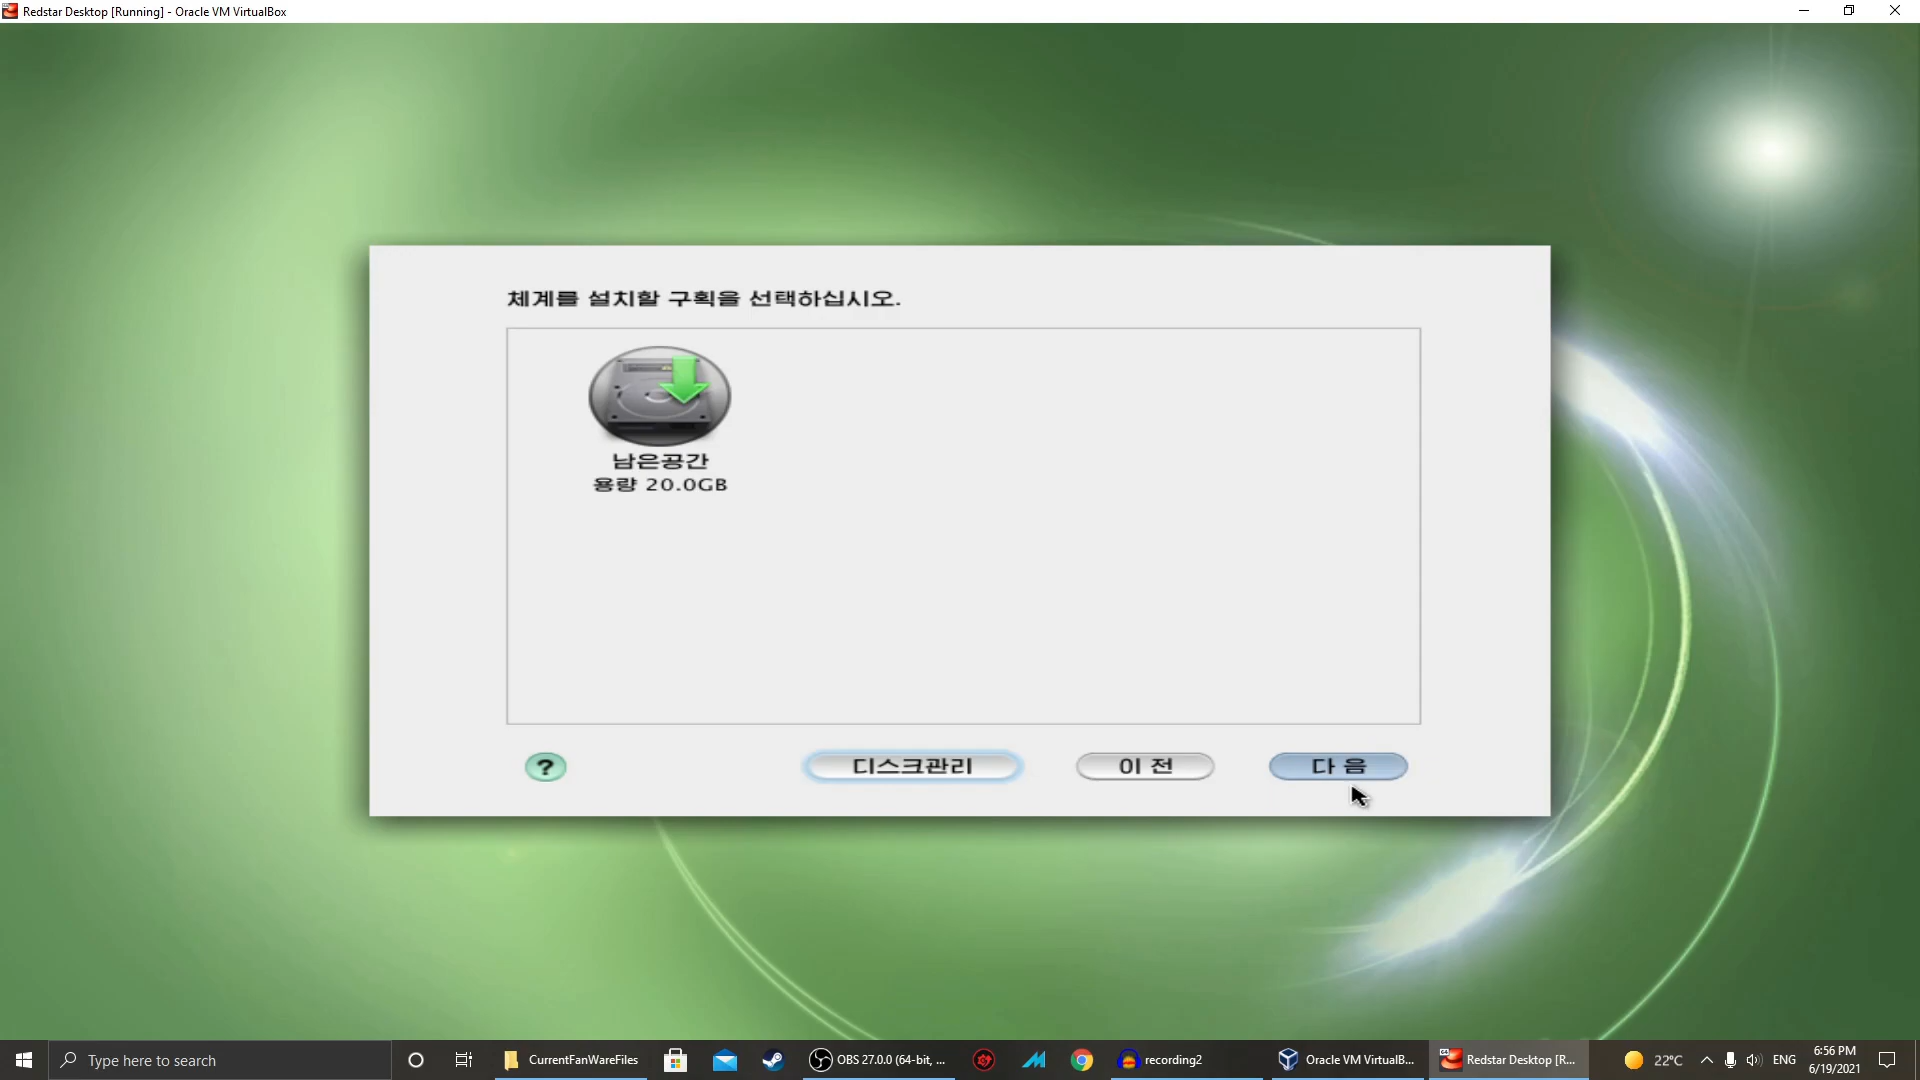 Redstar Desktop [Running] - Oracle VM VirtualBox
체계를 설치할 구획을 선택하십시오.
남은공간
용량 20.0GB
?
디스크관리
이 전
다 음
Type here to search
CurrentFanWareFiles
OBS 27.0.0 (64-bit, ...
recording2
Oracle VM VirtualB...
Redstar Desktop [R...
22°C
ENG
6:56 PM
6/19/2021